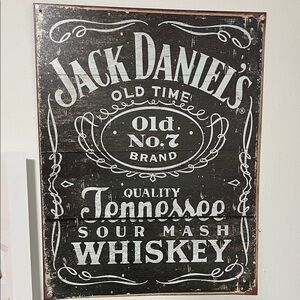 JACK DANIEL'S
OLD TIME
Old
No.7
BRAND
QUALITY
Tennessee
SOUR MASH
WHISKEY